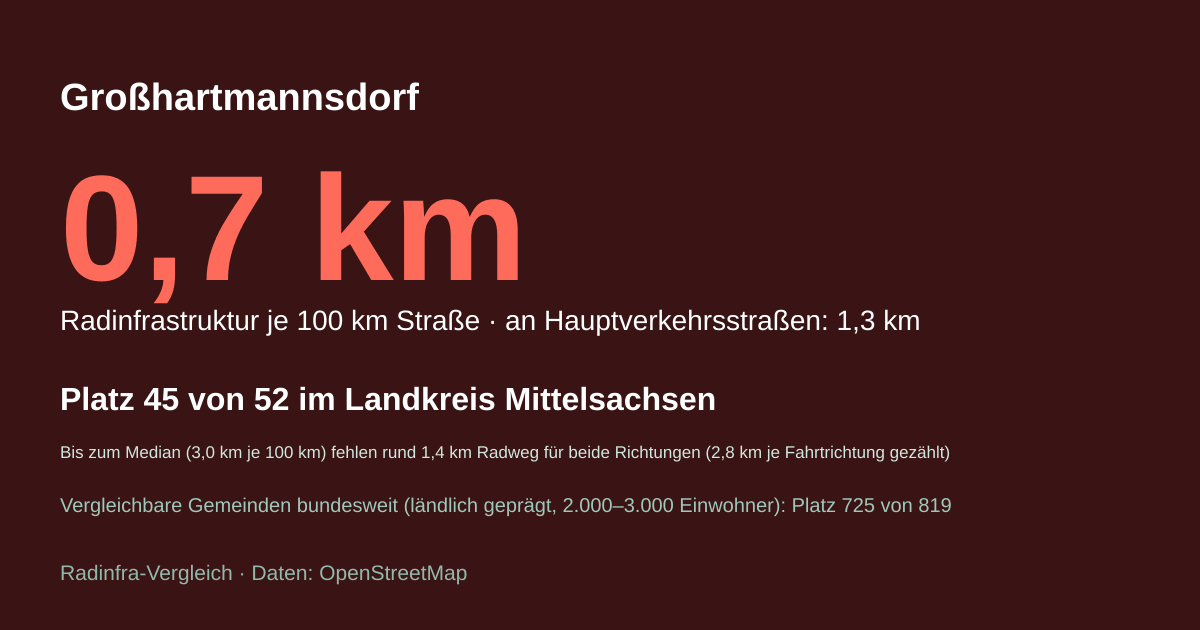 Großhartmannsdorf
0,7 km
Radinfrastruktur je 100 km Straße · an Hauptverkehrsstraßen: 1,3 km
Platz 45 von 52 im Landkreis Mittelsachsen
Bis zum Median (3,0 km je 100 km) fehlen rund 1,4 km Radweg für beide Richtungen (2,8 km je Fahrtrichtung gezählt)
Vergleichbare Gemeinden bundesweit (ländlich geprägt, 2.000–3.000 Einwohner): Platz 725 von 819
Radinfra-Vergleich · Daten: OpenStreetMap